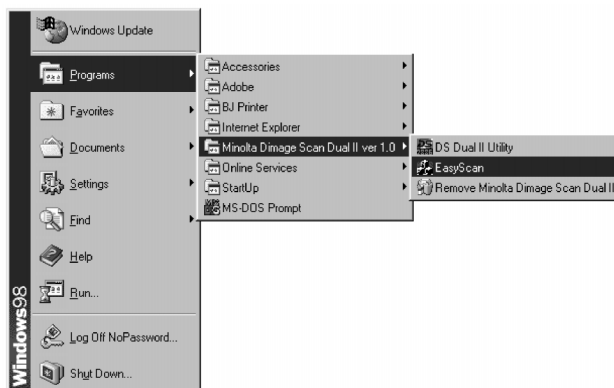 Windows Update
Programs
Favorites
Documents
Settings
Find
Help
Run...
Log Off NoPassword...
Shut Down...
Windows98
Accessories
Adobe
BJ Printer
Internet Explorer
Minolta Dimage Scan Dual II ver 1.0
Online Services
StartUp
MS-DOS Prompt
DS Dual II Utility
EasyScan
Remove Minolta Dimage Scan Dual II